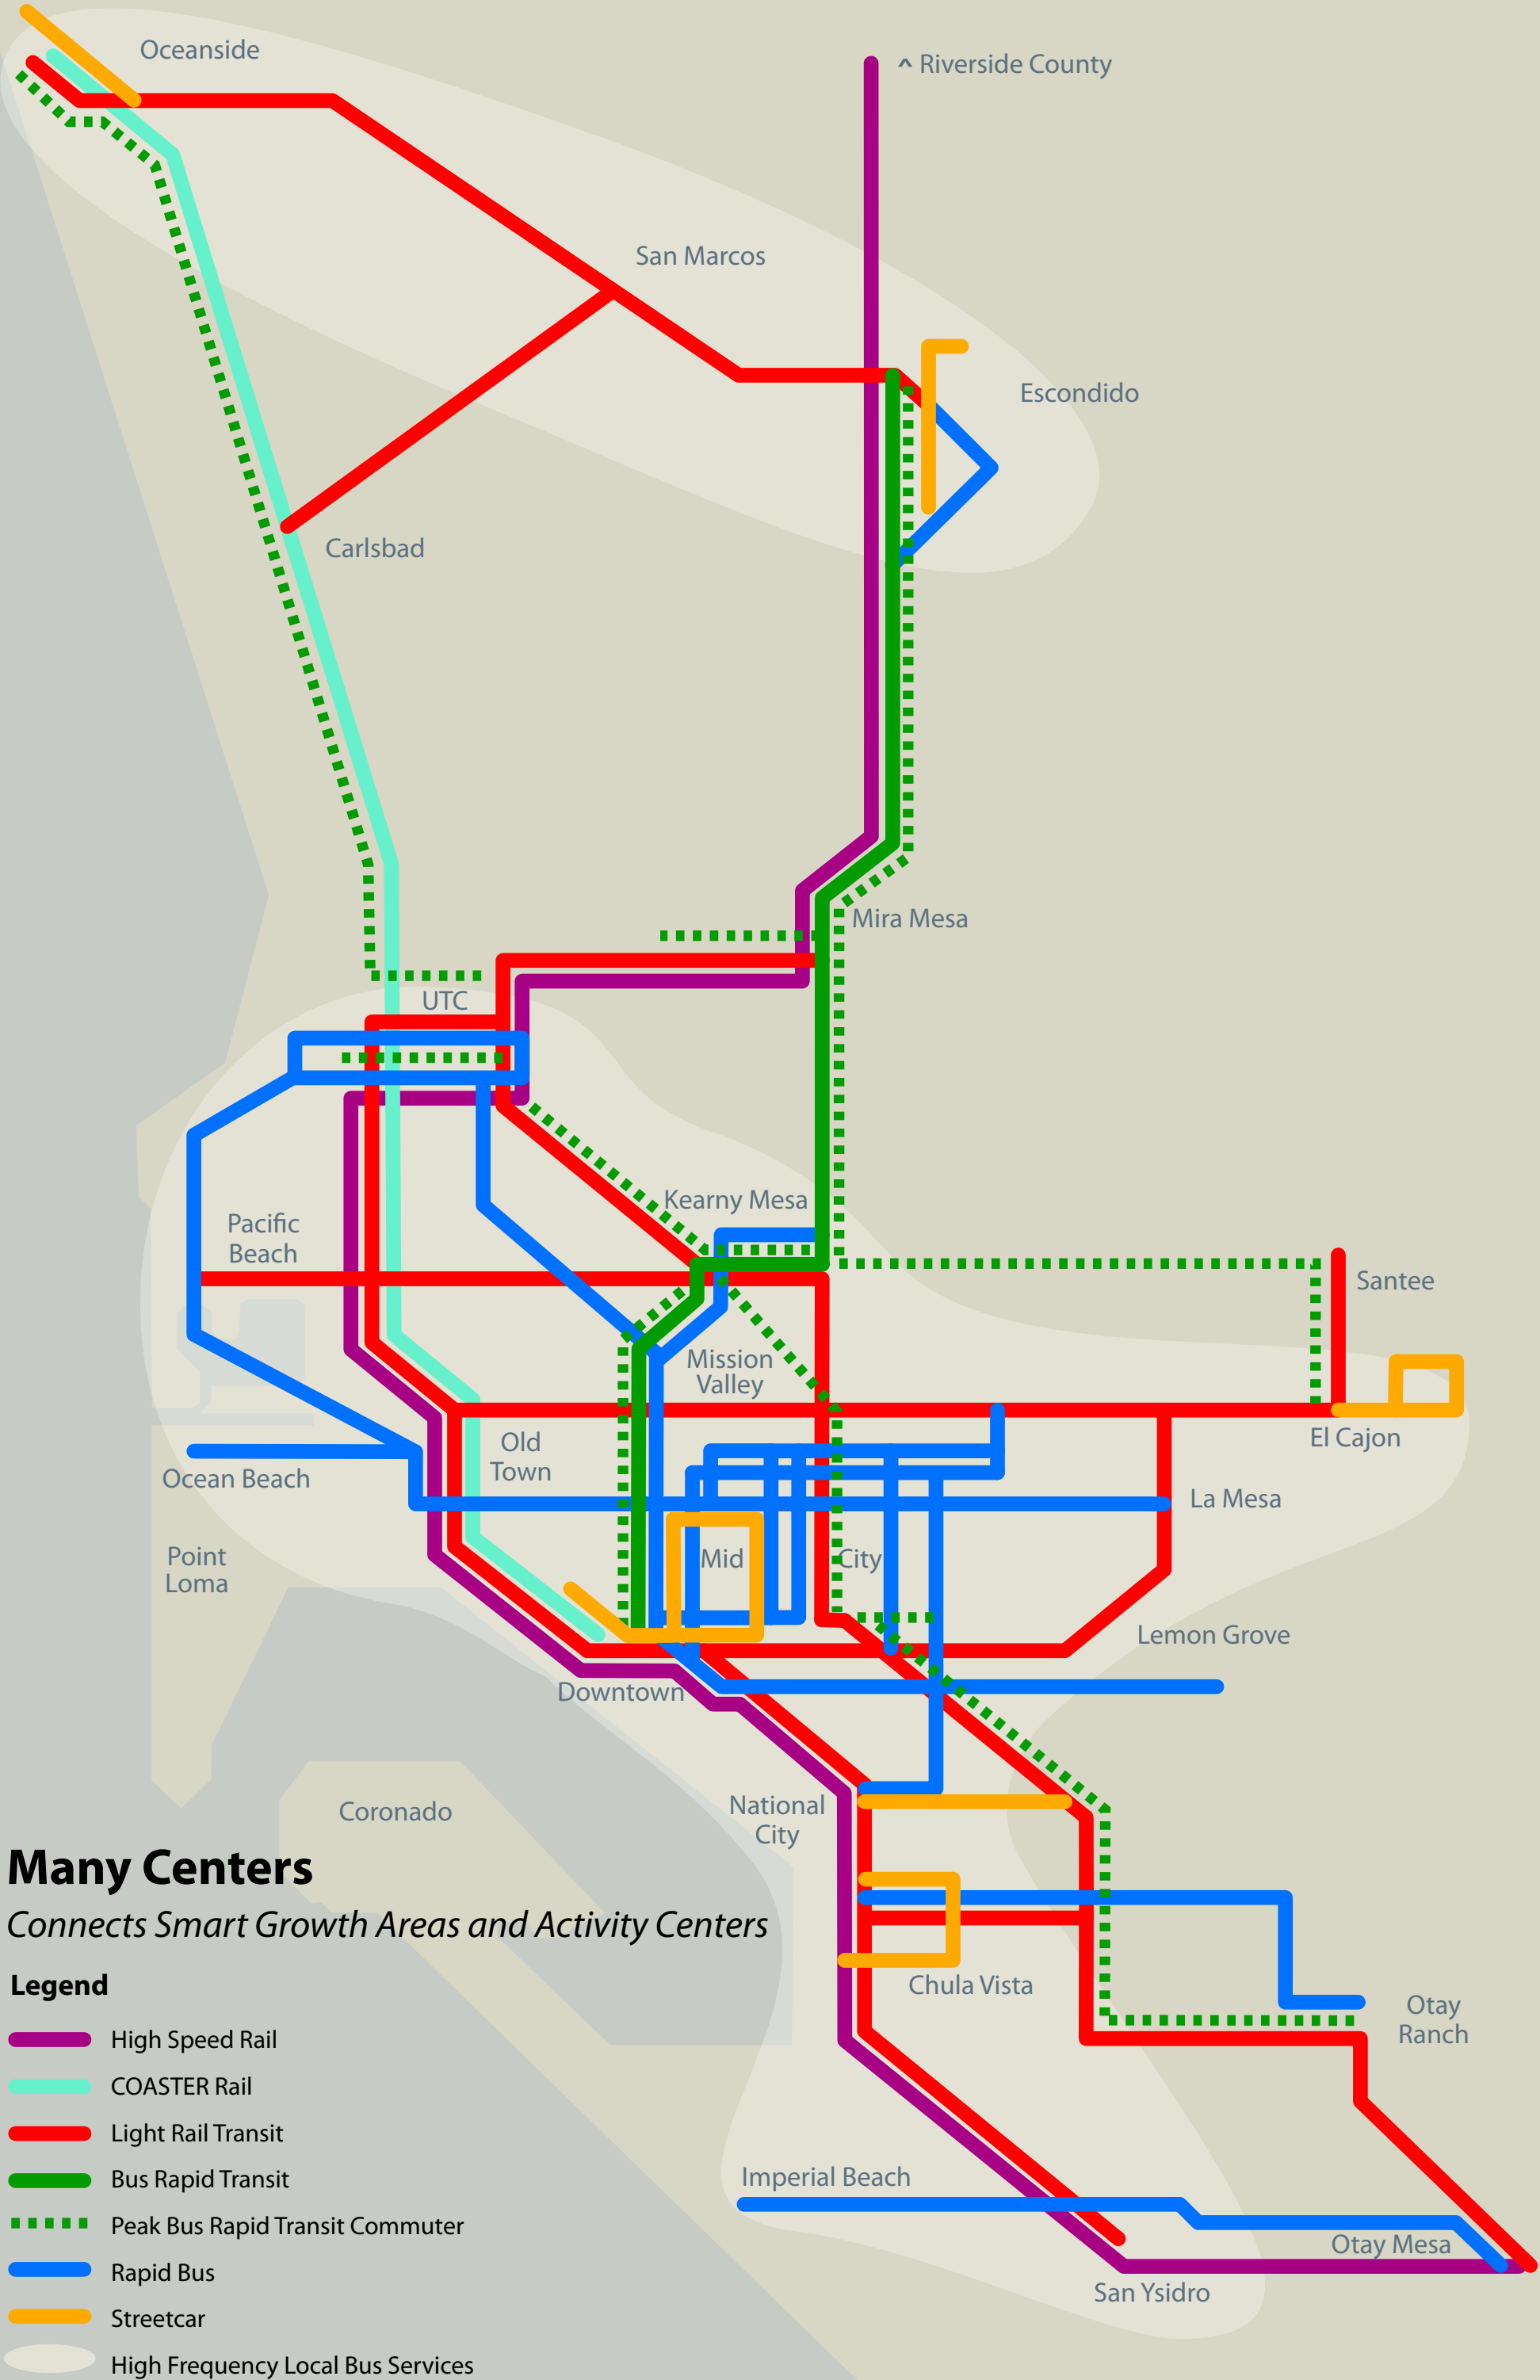 Oceanside
^ Riverside County
San Marcos
Escondido
Carlsbad
Mira Mesa
UTC
Kearny Mesa
Pacific
Beach
Santee
Mission
Valley
El Cajon
Old
Town
Ocean Beach
La Mesa
Point
Loma
Mid
City
Lemon Grove
Downtown
National
City
Coronado
Many Centers
Connects Smart Growth Areas and Activity Centers
Chula Vista
Otay
Ranch
Legend
High Speed Rail
COASTER Rail
Light Rail Transit
Bus Rapid Transit
Peak Bus Rapid Transit Commuter
Rapid Bus
Streetcar
High Frequency Local Bus Services
Imperial Beach
Otay Mesa
San Ysidro